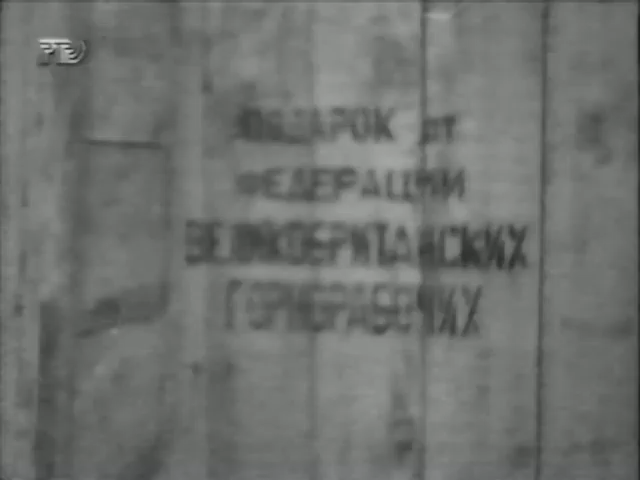 РТР
ПОДАРОК от
ФЕДЕРАЦИИ
ВЕЛИКОБРИТАНСКИХ
ГОРНОРАБОЧИХ